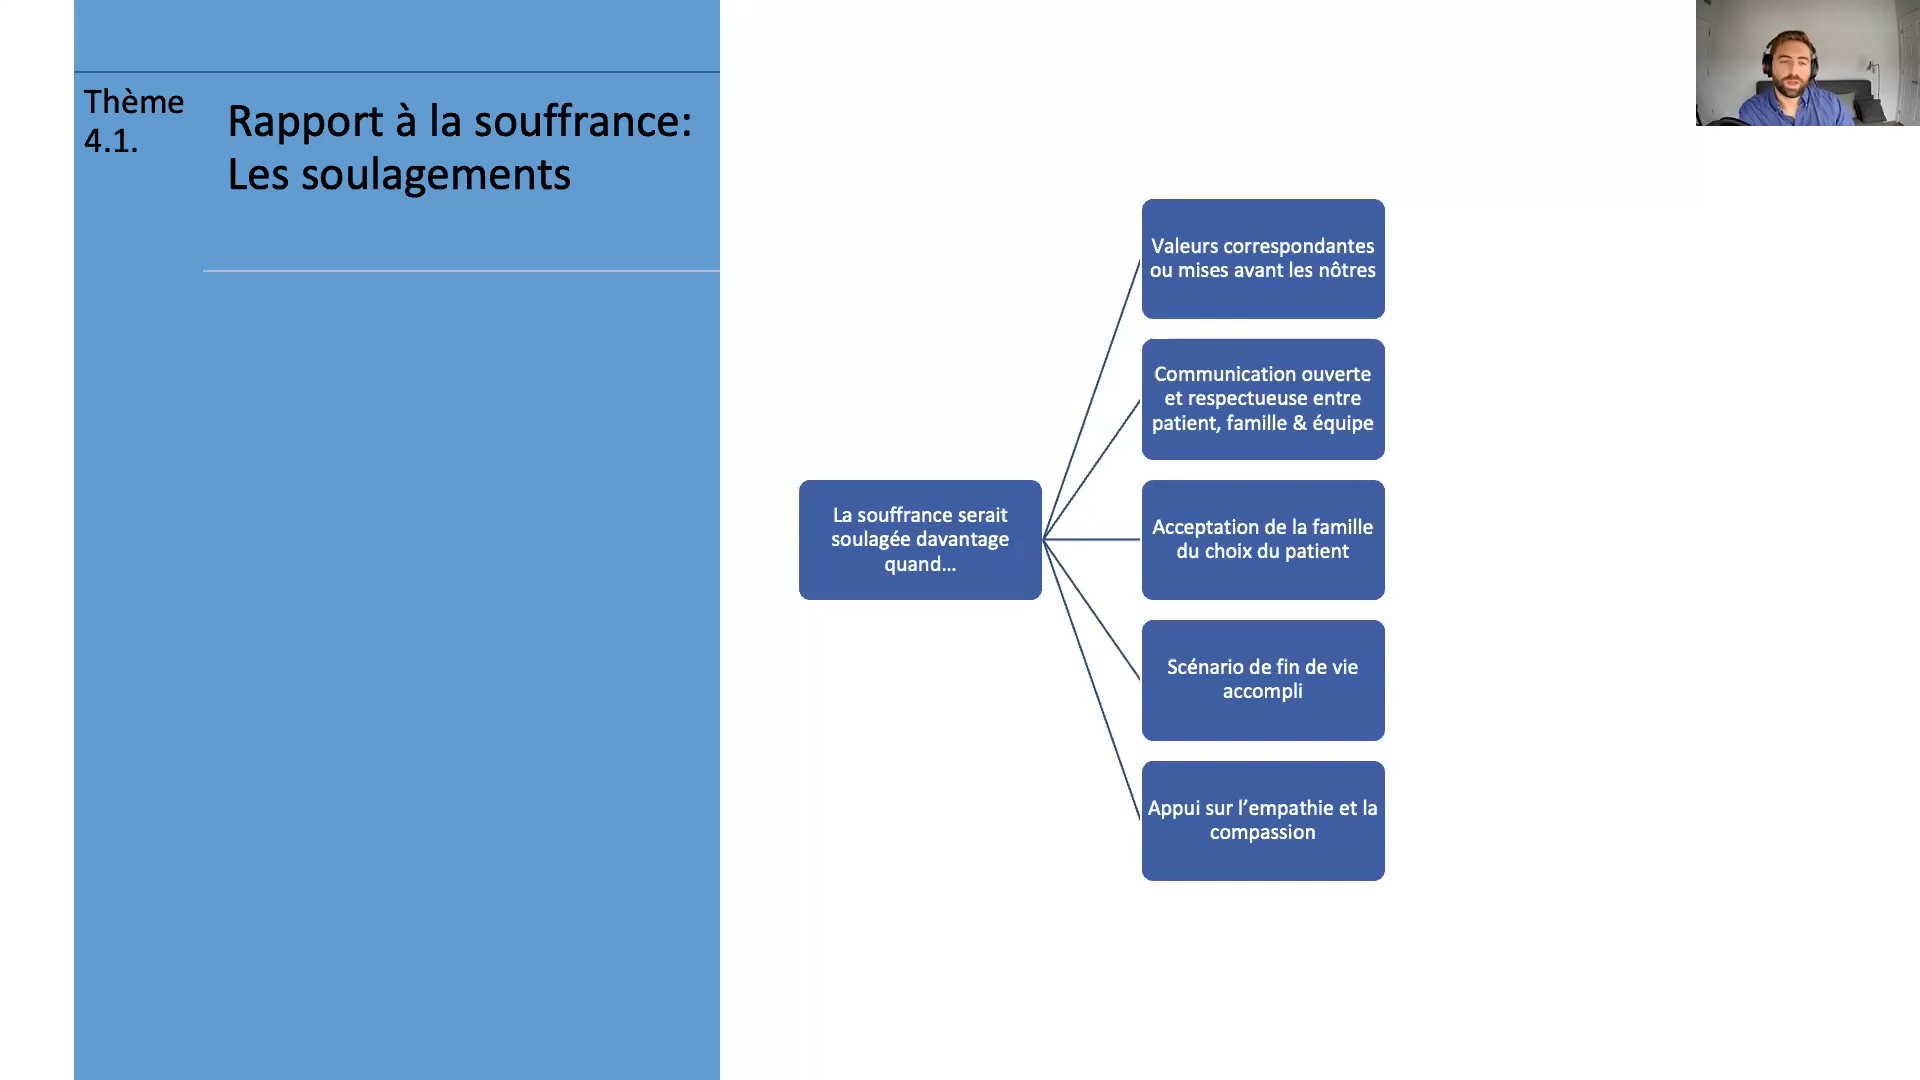 Thème
4.1.
Rapport à la souffrance:
Les soulagements
La souffrance serait
soulagée davantage
quand...
Valeurs correspondantes
ou mises avant les nôtres
Communication ouverte
et respectueuse entre
patient, famille & équipe
Acceptation de la famille
du choix du patient
Scénario de fin de vie
accompli
Appui sur l’empathie et la
compassion